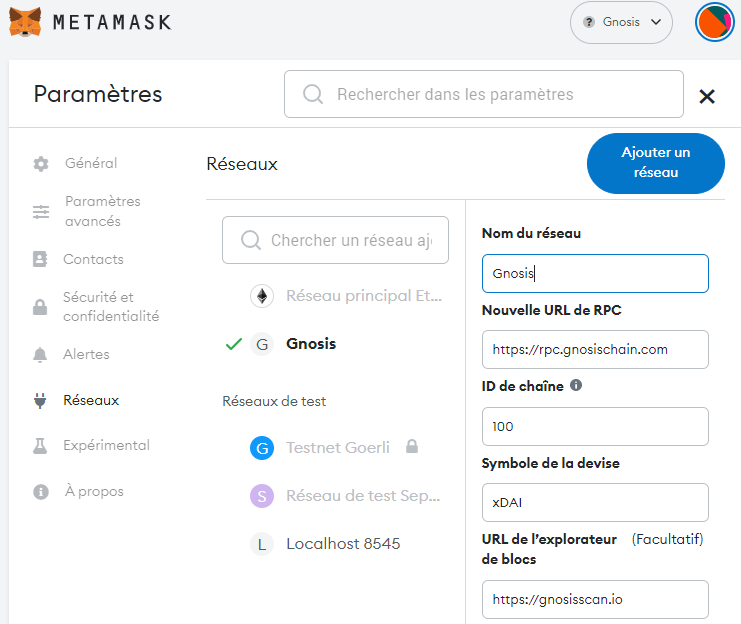 METAMASK
? Gnosis
Paramètres
Rechercher dans les paramètres
Général
Paramètres
avancés
Contacts
Sécurité et
confidentialité
Alertes
Réseaux
Expérimental
À propos
Réseaux
Ajouter un
réseau
Chercher un réseau aj
Réseau principal Et...
G Gnosis
Réseaux de test
G Testnet Goerli
S Réseau de test Sep...
L Localhost 8545
Nom du réseau
Gnosis
Nouvelle URL de RPC
https://rpc.gnosischain.com
ID de chaîne
100
Symbole de la devise
xDAI
URL de l’explorateur (Facultatif)
de blocs
https://gnosisscan.io